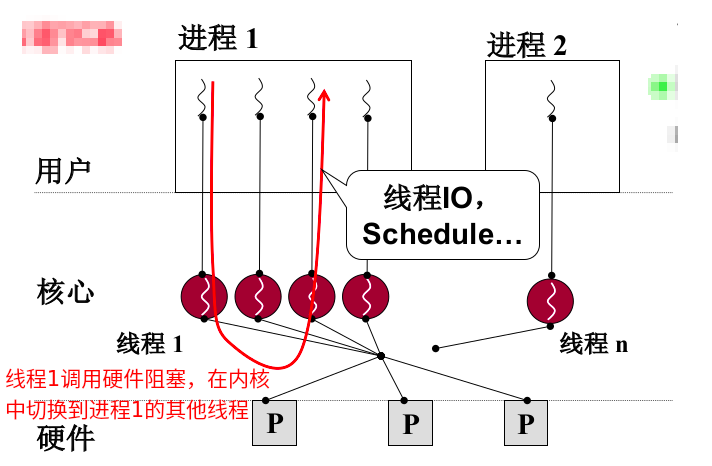 进程 1
进程 2
用户
线程IO，
Schedule…
核心
线程 1
线程 n
线程1调用硬件阻塞，在内核
中切换到进程1的其他线程
硬件
P
P
P